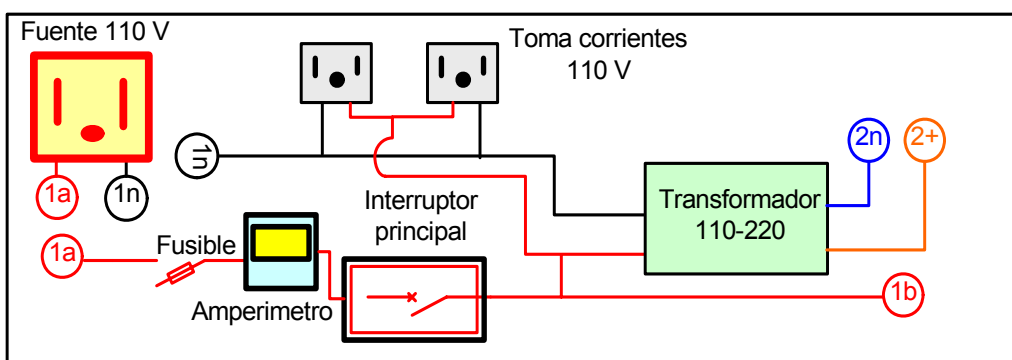 Fuente 110 V
Toma corrientes
110 V
1a
1n
1n
2n
2+
Interruptor
principal
Transformador
110-220
1a
Fusible
Amperimetro
1b